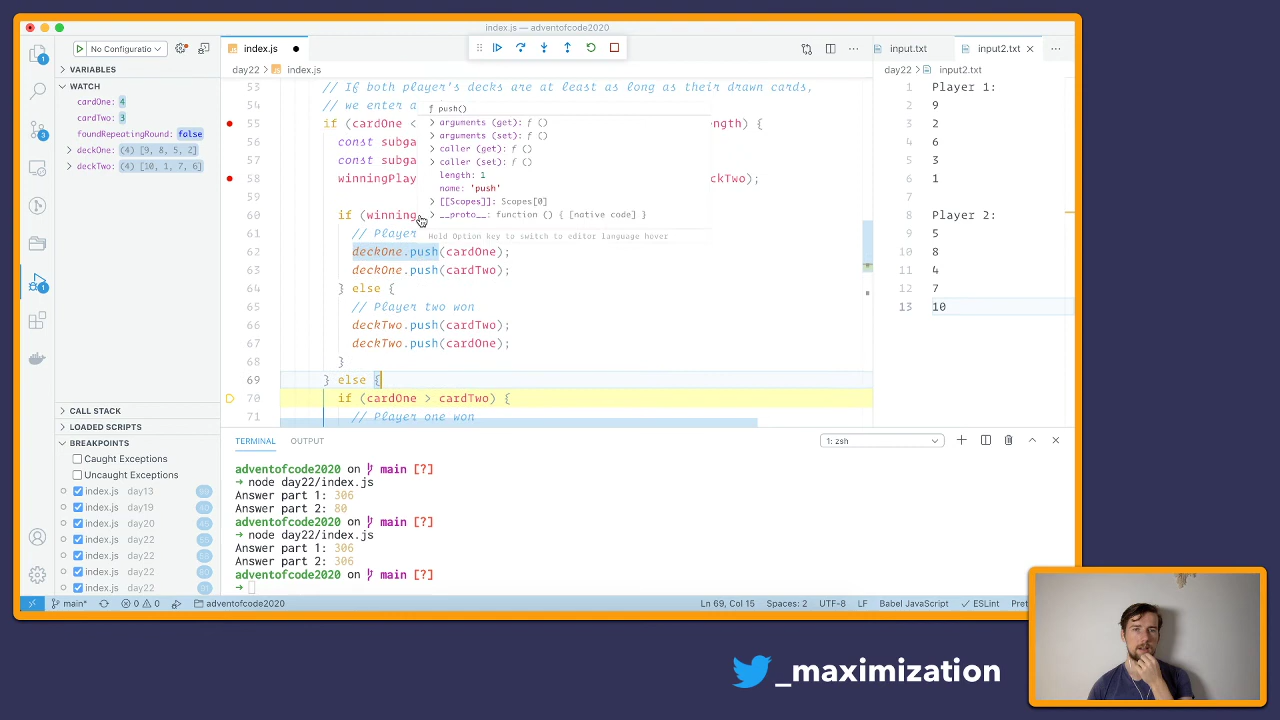 index.js — adventofcode2020
No Configuratio
index.js
input.txt
input2.txt
VARIABLES
WATCH
cardOne: 4
cardTwo: 3
foundRepeatingRound: false
deckOne: (4) [9, 8, 5, 2]
deckTwo: (4) [10, 1, 7, 6]
CALL STACK
LOADED SCRIPTS
BREAKPOINTS
Caught Exceptions
Uncaught Exceptions
index.js day13
index.js day19
index.js day20
index.js day22
index.js day22
index.js day22
index.js day22
day22 > index.js
53 // If both player's decks are at least as long as their drawn cards,
54 // we enter a
55 if (cardOne < ngth) {
56 const subga
57 const subga
58 winningPlay ckTwo);
59
60 if (winning
61 // Player
62 deckOne.push(cardOne);
63 deckOne.push(cardTwo);
64 } else {
65 // Player two won
66 deckTwo.push(cardTwo);
67 deckTwo.push(cardOne);
68 }
69 } else {
70 if (cardOne > cardTwo) {
71 // Player one won
ƒ push()
arguments (get): ƒ ()
arguments (set): ƒ ()
caller (get): ƒ ()
caller (set): ƒ ()
length: 1
name: 'push'
[[Scopes]]: Scopes[0]
__proto__: function () { [native code] }
Hold Option key to switch to editor language hover
day22 > input2.txt
1 Player 1:
2 9
3 2
4 6
5 3
6 1
7
8 Player 2:
9 5
10 8
11 4
12 7
13 10
TERMINAL
OUTPUT
1: zsh
adventofcode2020 on main [?]
➜ node day22/index.js
Answer part 1: 306
Answer part 2: 80
adventofcode2020 on main [?]
➜ node day22/index.js
Answer part 1: 306
Answer part 2: 306
adventofcode2020 on main [?]
➜
main*
0 0
adventofcode2020
Ln 69, Col 15
Spaces: 2
UTF-8
LF
Babel JavaScript
ESLint
Pret
_maximization